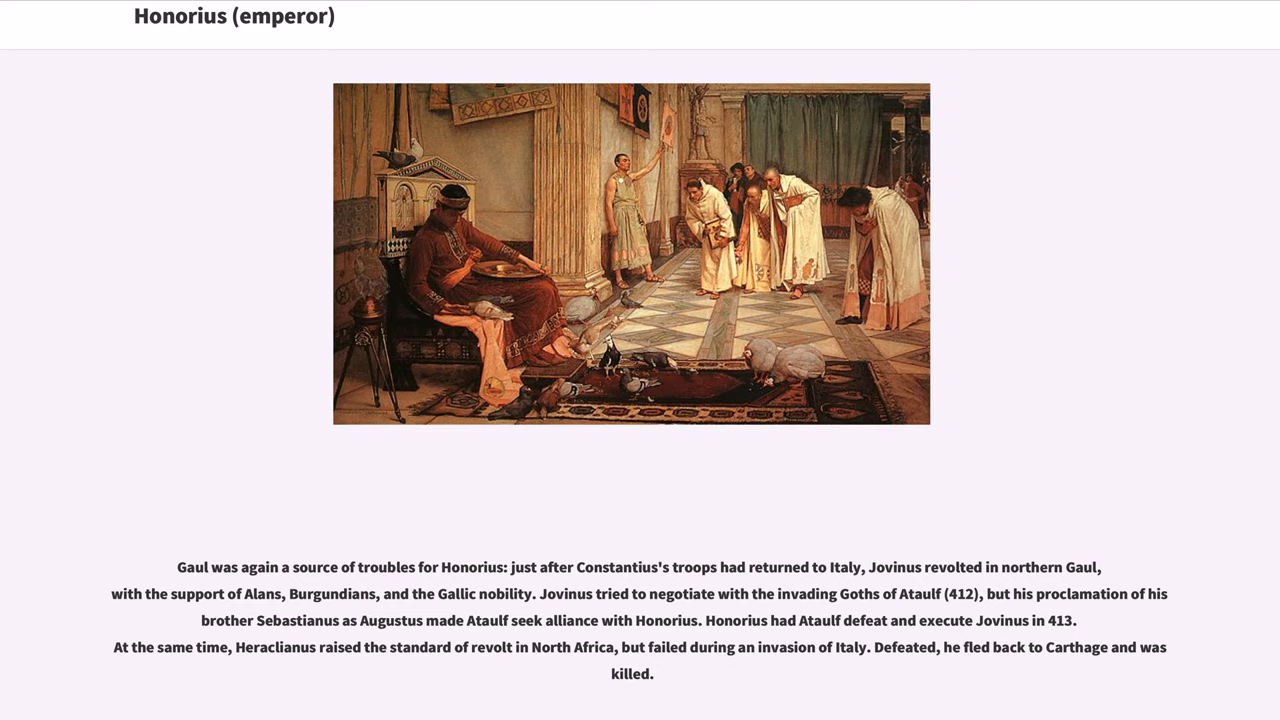 Honorius (emperor)
Gaul was again a source of troubles for Honorius: just after Constantius's troops had returned to Italy, Jovinus revolted in northern Gaul,
with the support of Alans, Burgundians, and the Gallic nobility. Jovinus tried to negotiate with the invading Goths of Ataulf (412), but his proclamation of his
brother Sebastianus as Augustus made Ataulf seek alliance with Honorius. Honorius had Ataulf defeat and execute Jovinus in 413.
At the same time, Heraclianus raised the standard of revolt in North Africa, but failed during an invasion of Italy. Defeated, he fled back to Carthage and was
killed.